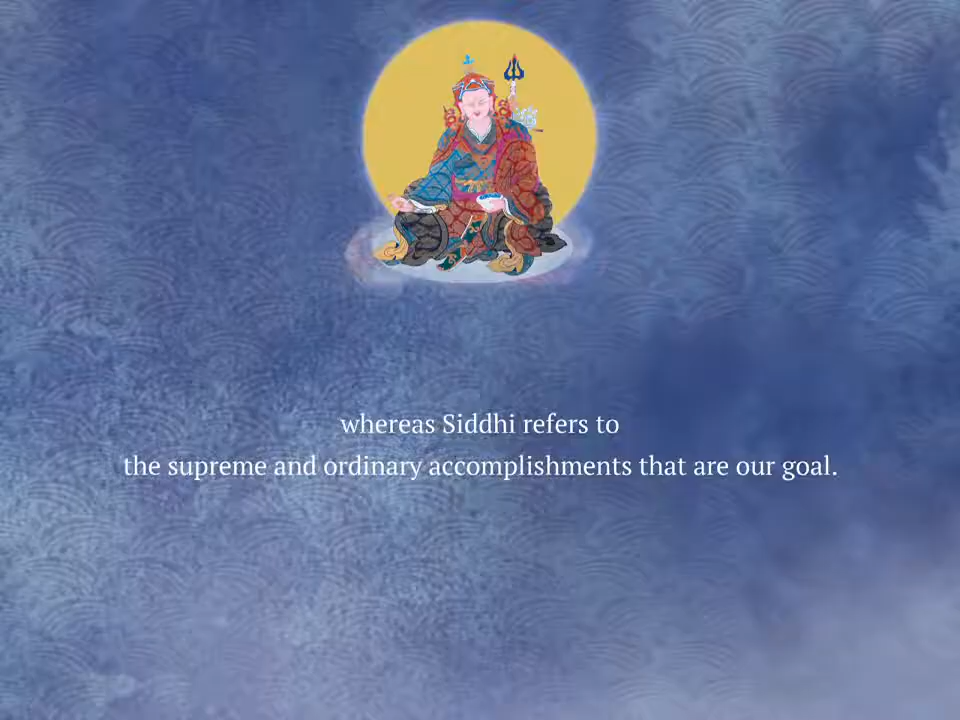 whereas Siddhi refers to
the supreme and ordinary accomplishments that are our goal.